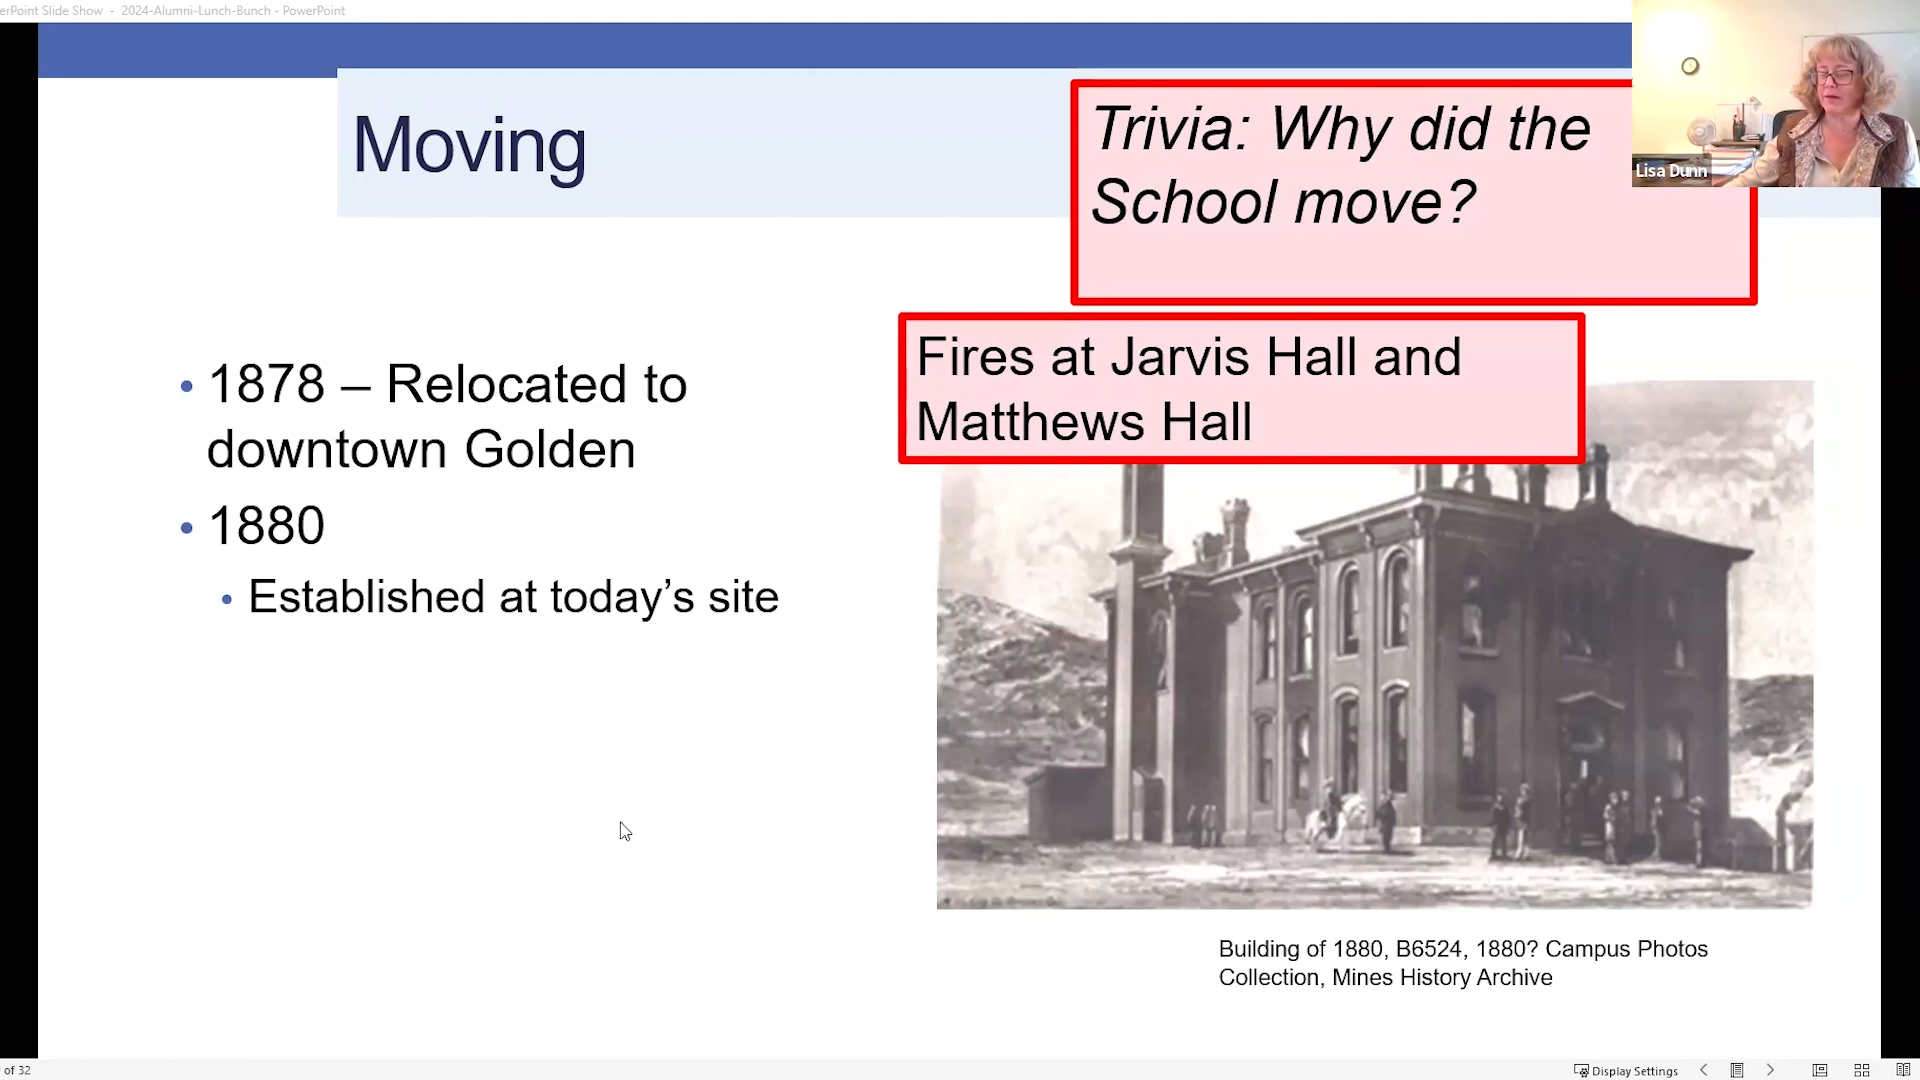 erPoint Slide Show - 2024-Alumni-Lunch-Bunch - PowerPoint
Moving
Trivia: Why did the
School move?
Lisa Dunn
Fires at Jarvis Hall and
Matthews Hall
• 1878 – Relocated to
downtown Golden
• 1880
• Established at today’s site
Building of 1880, B6524, 1880? Campus Photos
Collection, Mines History Archive
of 32
Display Settings